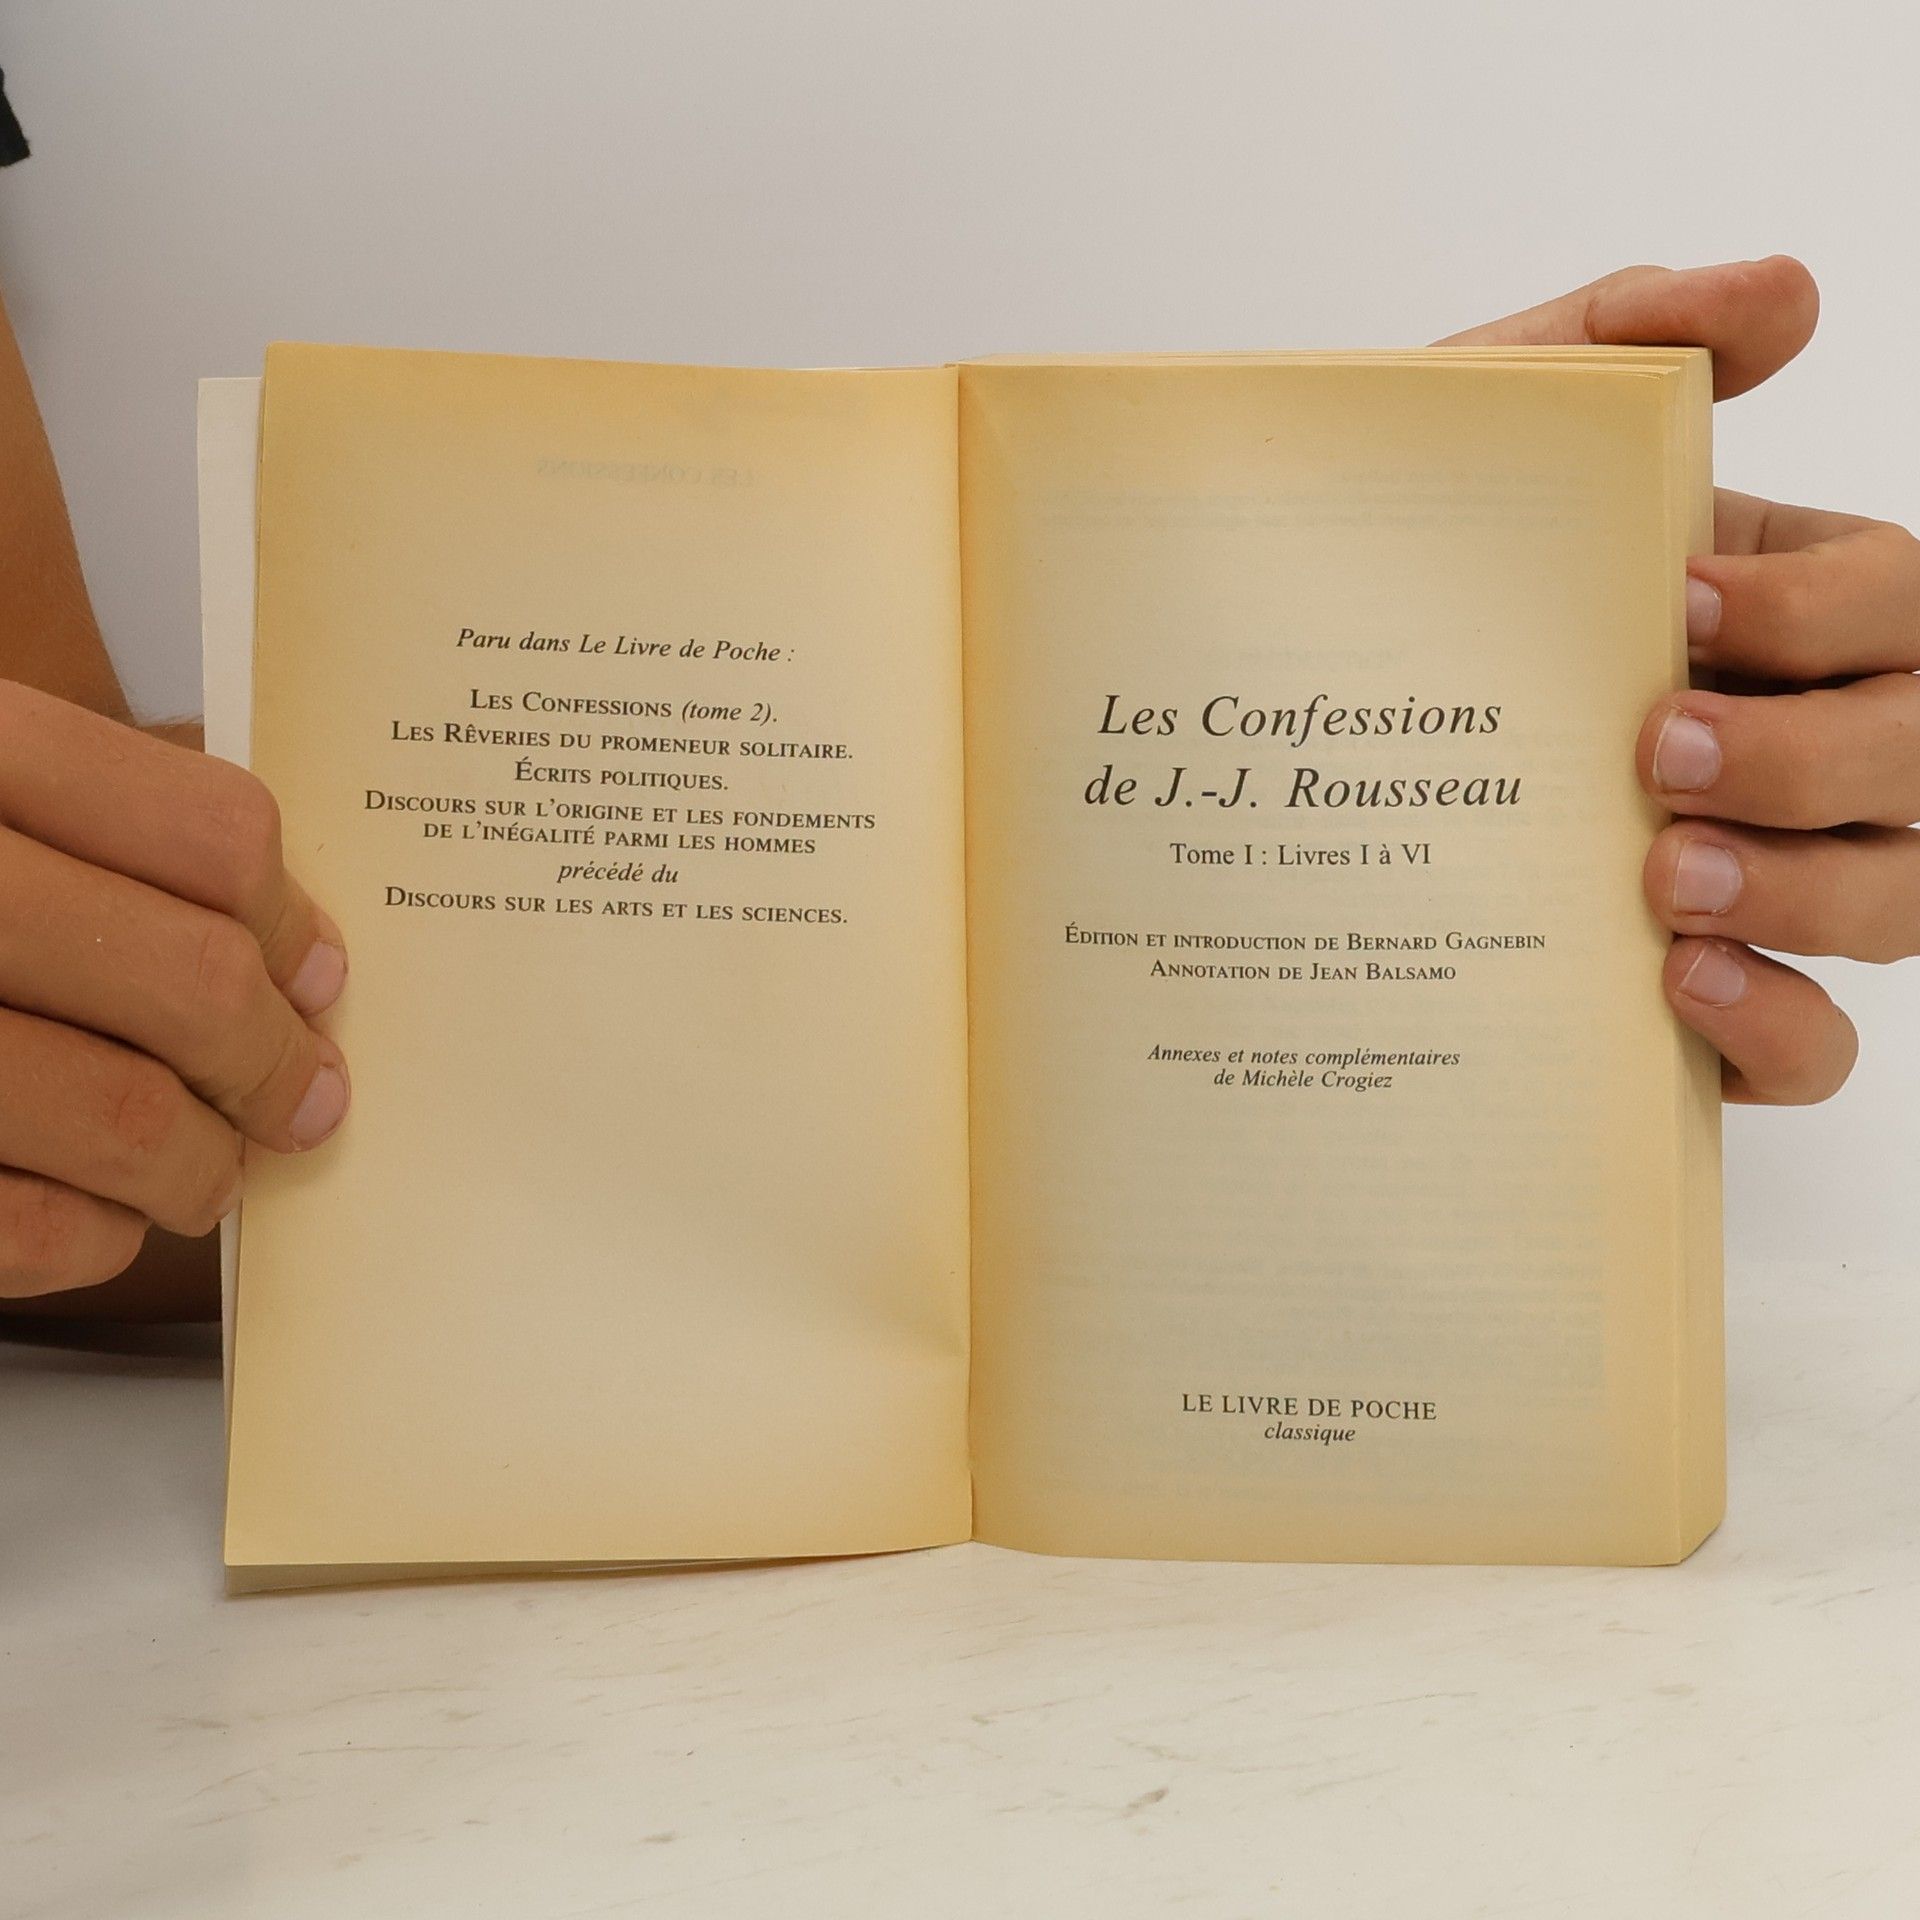 Paru dans Le Livre de Poche :
LES CONFESSIONS (tome 2).
LES RÊVERIES DU PROMENEUR SOLITAIRE.
ÉCRITS POLITIQUES.
DISCOURS SUR L'ORIGINE ET LES FONDEMENTS
DE L'INÉGALITÉ PARMI LES HOMMES
précédé du
DISCOURS SUR LES ARTS ET LES SCIENCES.
Les Confessions
de J.-J. Rousseau
Tome I : Livres I à VI
ÉDITION ET INTRODUCTION DE BERNARD GAGNEBIN
ANNOTATION DE JEAN BALSAMO
Annexes et notes complémentaires
de Michèle Crogiez
LE LIVRE DE POCHE
classique